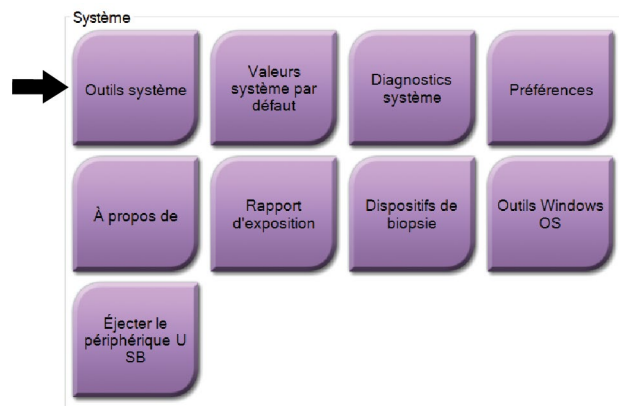 Système
Outils système
Valeurs
système par
défaut
Diagnostics
système
Préférences
À propos de
Rapport
d'exposition
Dispositifs de
biopsie
Outils Windows
OS
Éjecter le
périphérique U
SB